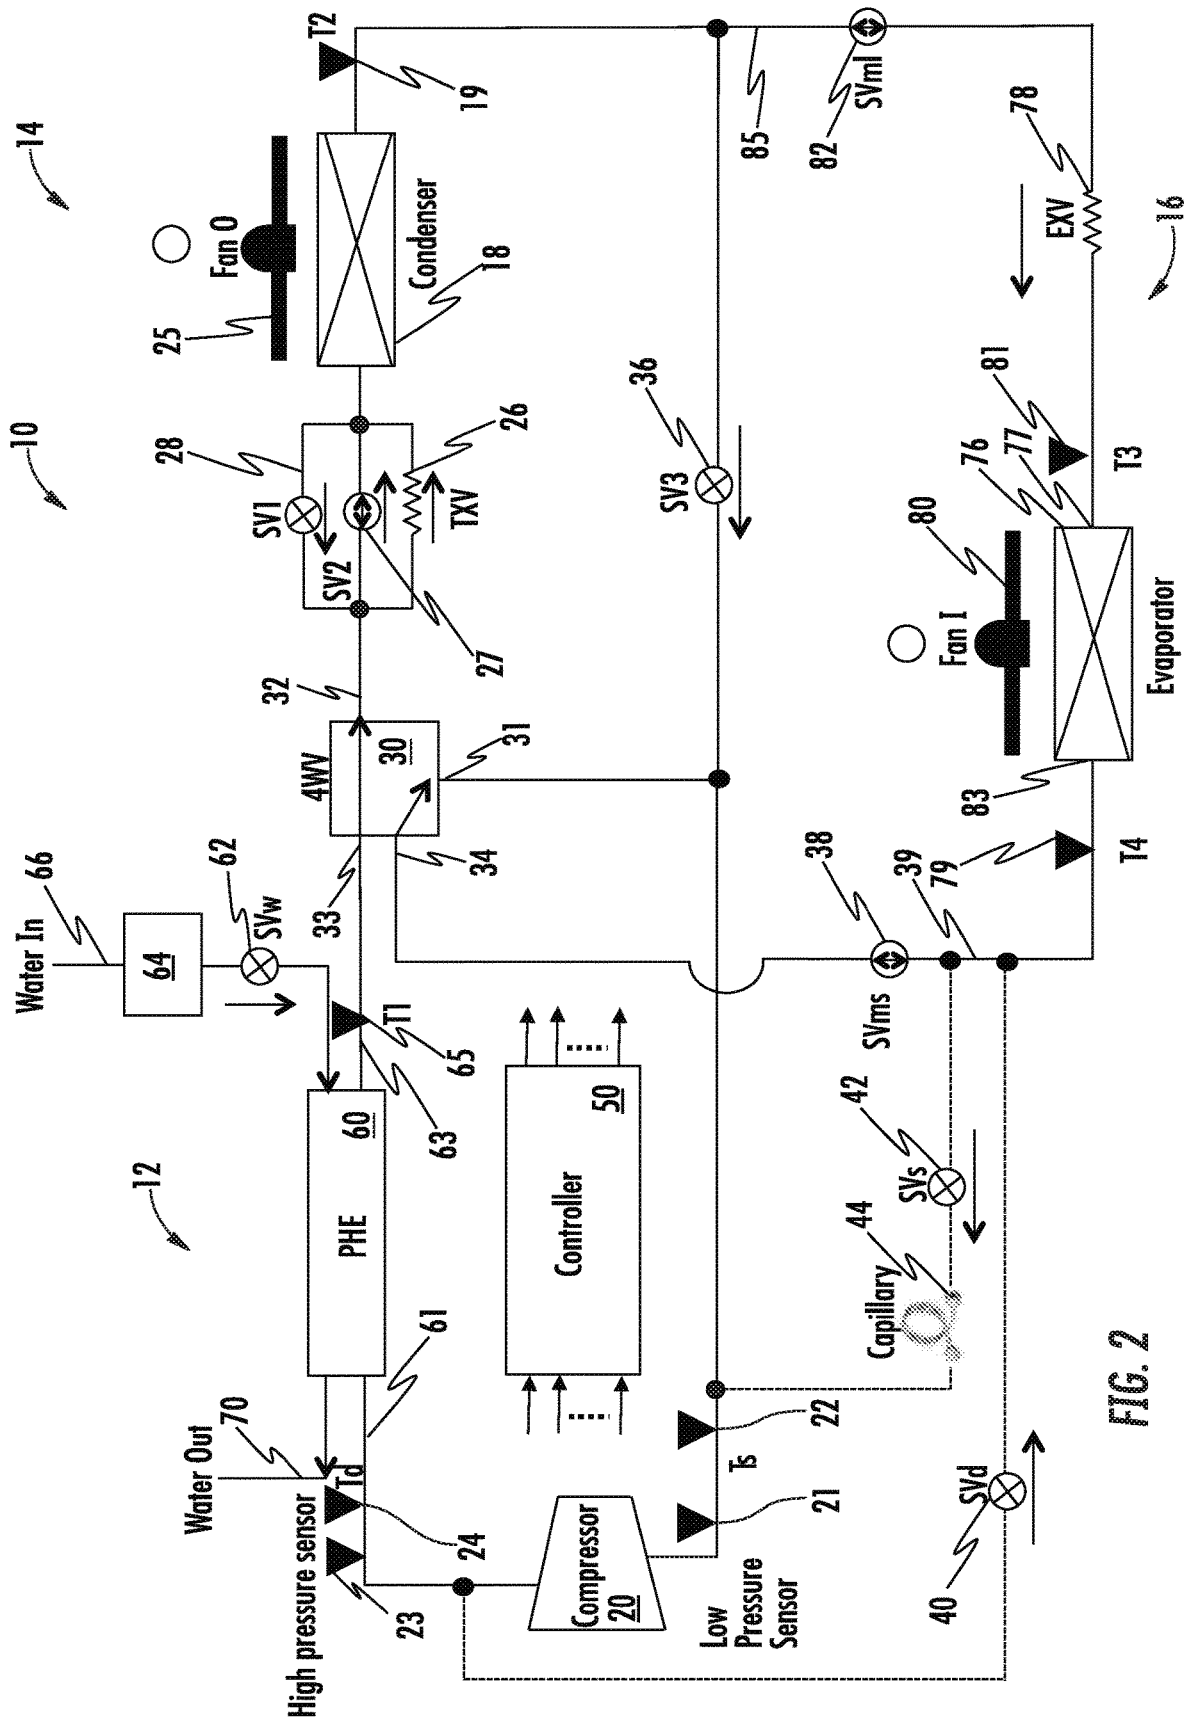 10
12
14
16
Water In
66
64
62
SVw
Water Out
70
High pressure sensor
23
24
Td
61
PHE
60
63
65
T1
33
34
4WV
30
31
32
SV1
28
SV2
27
TXV
26
25
Fan O
Condenser
18
T2
19
Controller
50
Compressor
20
Low
Pressure
Sensor
21
Ts
22
SV3
36
85
82
SVml
78
EXV
81
T3
77
76
80
Fan I
Evaporator
83
T4
79
39
38
SVms
42
SVs
44
Capillary
SVd
40
FIG. 2